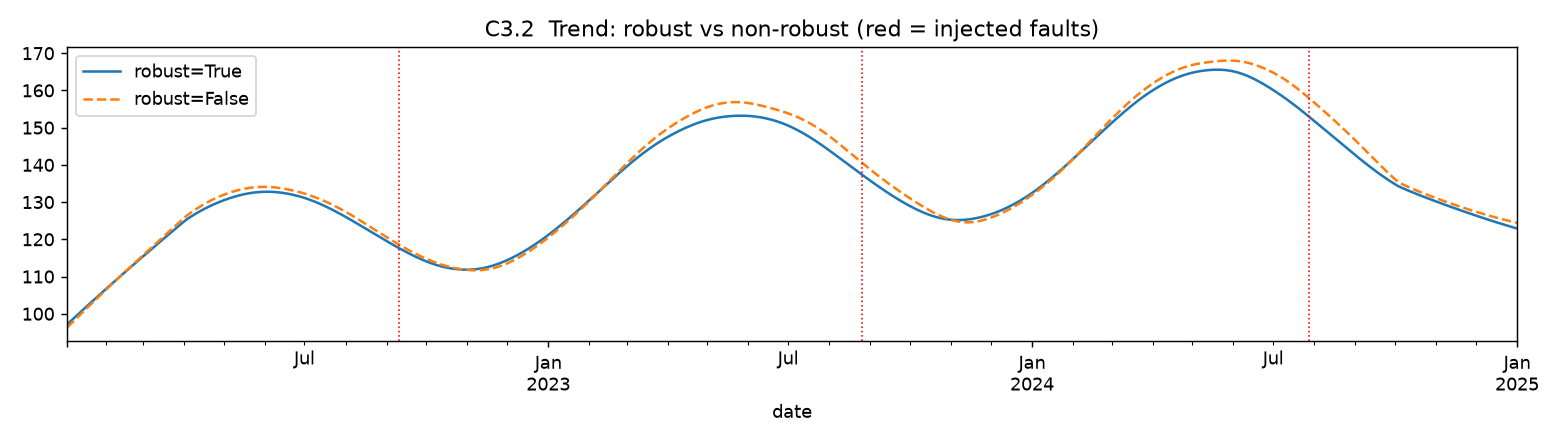 C3.2  Trend: robust vs non-robust (red = injected faults)
robust=True
robust=False
170
160
150
140
130
120
110
100
Jul
Jan
2023
Jul
Jan
2024
Jul
Jan
2025
date